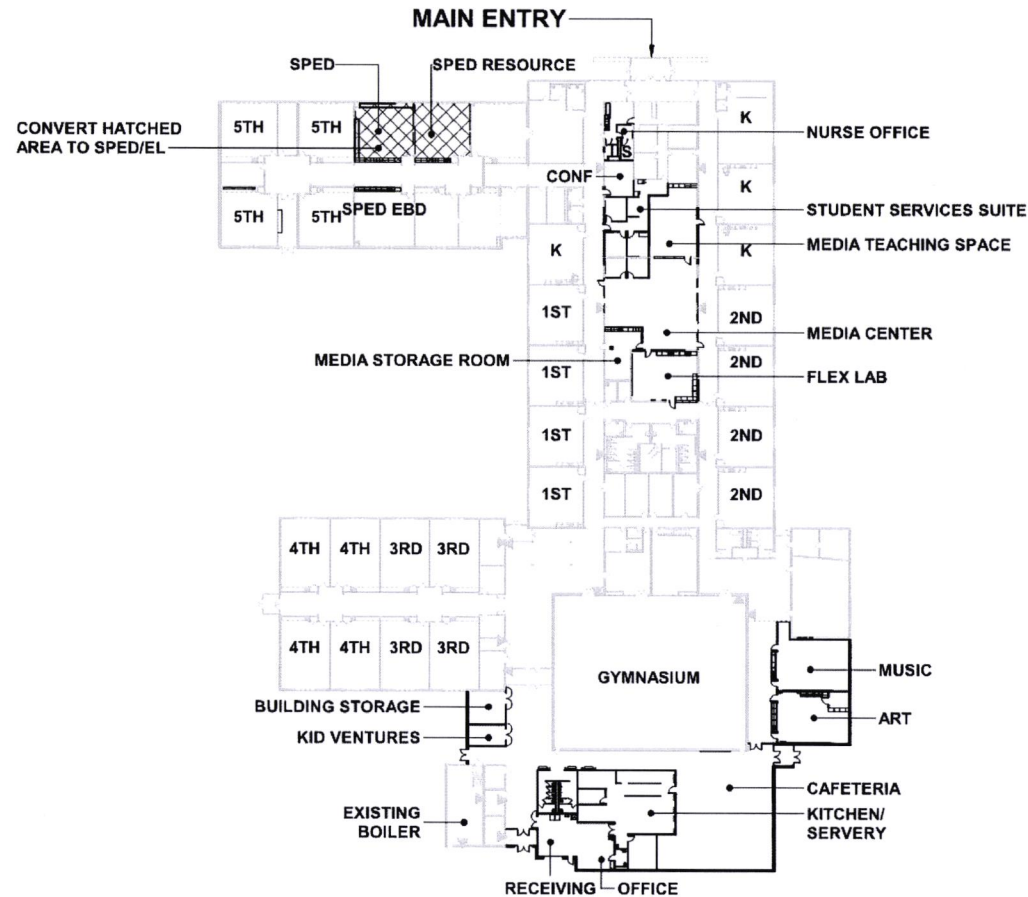 MAIN ENTRY
SPED
SPED RESOURCE
CONVERT HATCHED
AREA TO SPED/EL
5TH
5TH
K
NURSE OFFICE
S
CONF
K
5TH
5TH
SPED EBD
STUDENT SERVICES SUITE
K
K
MEDIA TEACHING SPACE
1ST
2ND
MEDIA CENTER
MEDIA STORAGE ROOM
1ST
2ND
FLEX LAB
1ST
2ND
1ST
2ND
4TH
4TH
3RD
3RD
4TH
4TH
3RD
3RD
GYMNASIUM
MUSIC
BUILDING STORAGE
ART
KID VENTURES
CAFETERIA
EXISTING
BOILER
KITCHEN/
SERVERY
RECEIVING
OFFICE